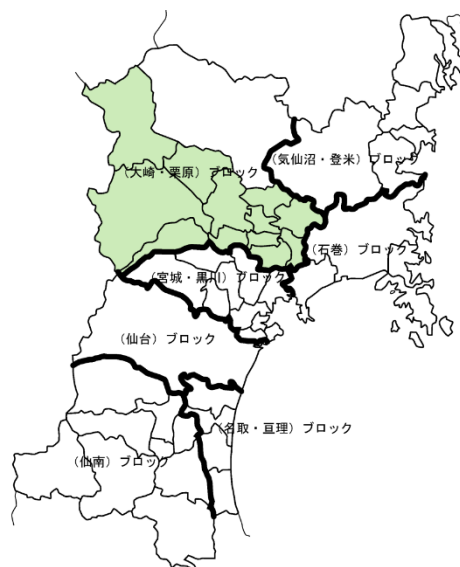 （気仙沼・登米）ブロック
（大崎・栗原）ブロック
（石巻）ブロック
（宮城・黒川）ブロック
（仙台）ブロック
（名取・亘理）ブロック
（仙南）ブロック